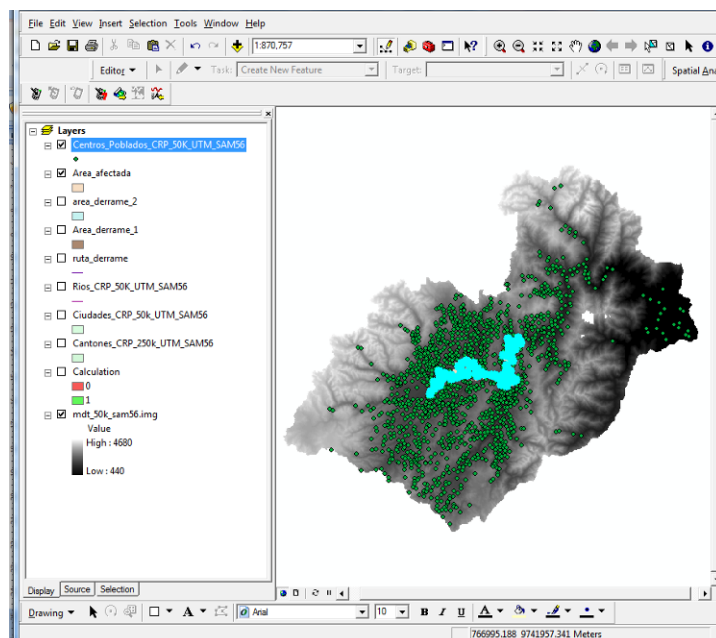 File Edit View Insert Selection Tools Window Help
1:870,757
Editor Task: Create New Feature Target: Spatial An
Layers
Centros_Poblados_CRP_50K_UTM_SAM56
Area_afectada
area_derrame_2
Area_derrame_1
ruta_derrame
Rios_CRP_50K_UTM_SAM56
Ciudades_CRP_50k_UTM_SAM56
Cantones_CRP_250k_UTM_SAM56
Calculation
0
1
mdt_50k_sam56.img
Value
High : 4680
Low : 440
Display Source Selection
Drawing A Arial 10 B I U A
766995.188 9741957.341 Meters